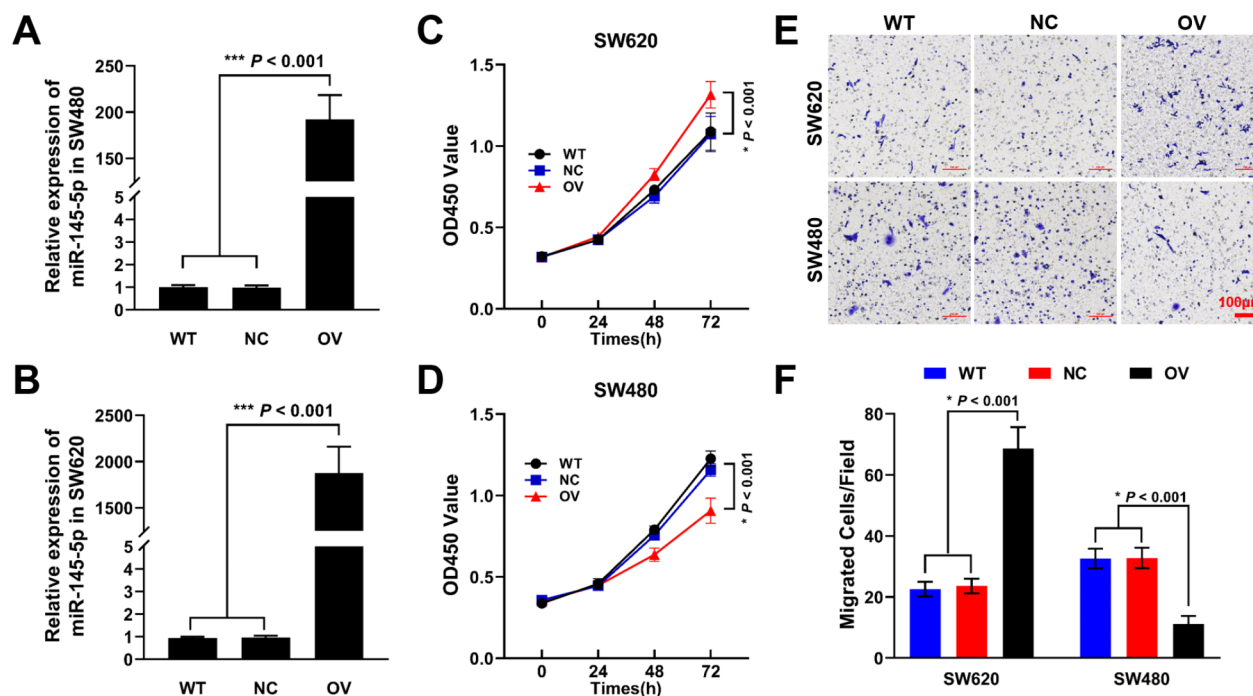 A
Relative expression of
miR-145-5p in SW480
*** P < 0.001
250
200
150
100
50
5
4
3
2
1
0
WT NC OV
B
Relative expression of
miR-145-5p in SW620
*** P < 0.001
2500
2000
1500
5
4
3
2
1
0
WT NC OV
C
SW620
OD450 Value
1.5
1.0
0.5
0.0
WT
NC
OV
* P < 0.001
0 24 48 72
Times(h)
D
SW480
OD450 Value
1.5
1.0
0.5
0.0
WT
NC
OV
* P < 0.001
0 24 48 72
Times(h)
E
WT NC OV
SW620
SW480
F
WT NC OV
Migrated Cells/Field
80
60
40
20
0
* P < 0.001
* P < 0.001
SW620 SW480